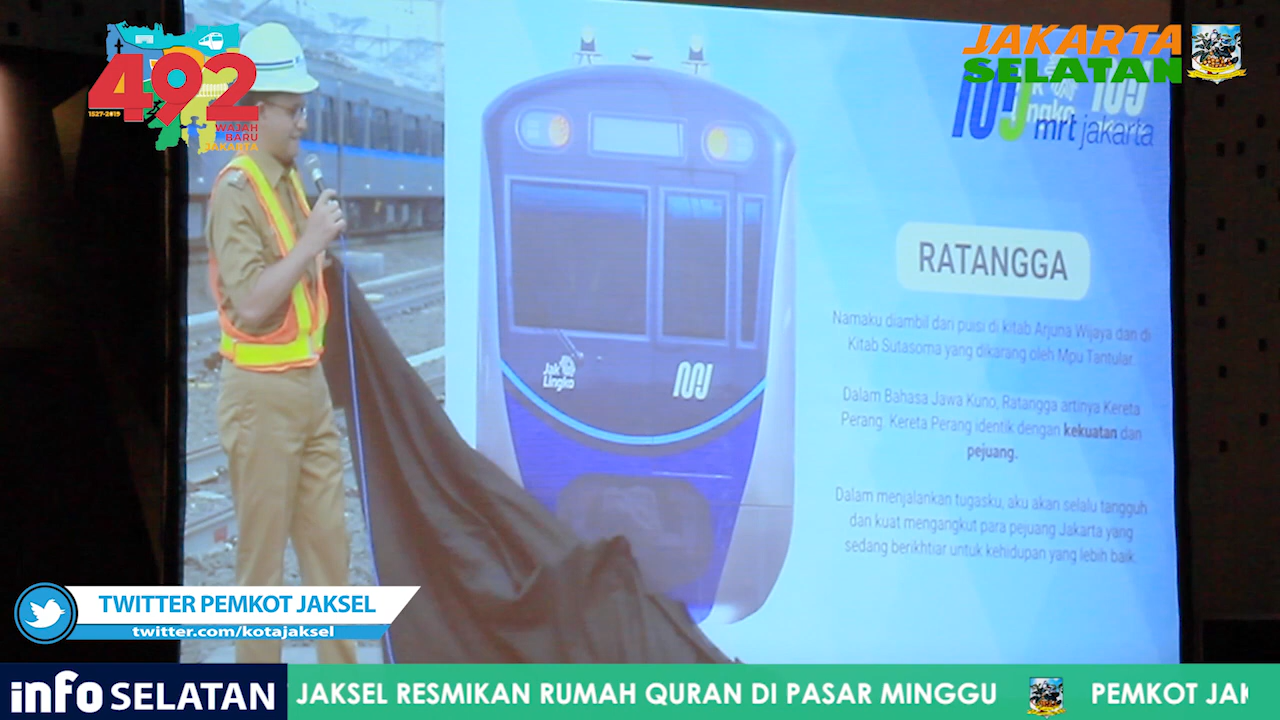 492
1527-2019
WAJAH
BARU
JAKARTA
JAKARTA
SELATAN
mrt jakarta
RATANGGA
Namaku diambil dari puisi di kitab Arjuna Wijaya dan di
Kitab Sutasoma yang dikarang oleh Mpu Tantular.
Dalam Bahasa Jawa Kuno, Ratangga artinya Kereta
Perang. Kereta Perang identik dengan kekuatan dan
pejuang.
Dalam menjalankan tugasku, aku akan selalu tangguh
dan kuat mengangkut para pejuang Jakarta yang
sedang berikhtiar untuk kehidupan yang lebih baik.
Jak
Lingko
TWITTER PEMKOT JAKSEL
twitter.com/kotajaksel
info SELATAN
JAKSEL RESMIKAN RUMAH QURAN DI PASAR MINGGU
PEMKOT JAK